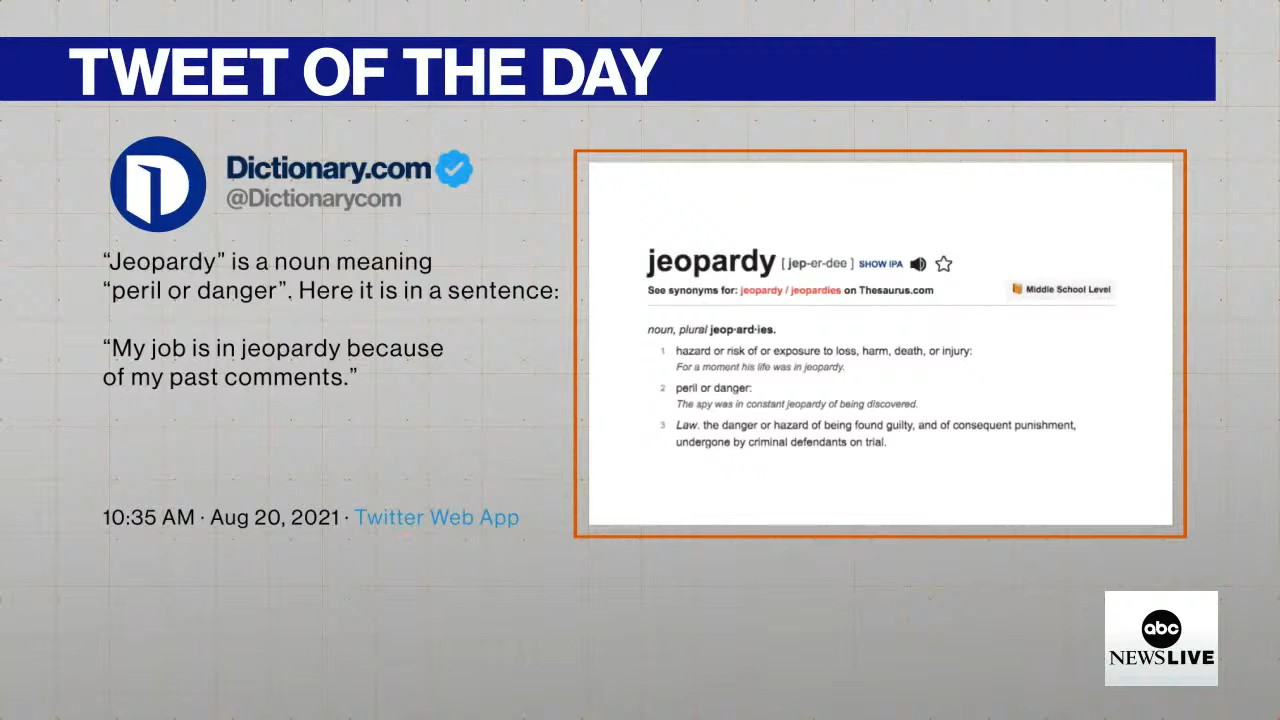 TWEET OF THE DAY
Dictionary.com
@Dictionarycom
“Jeopardy” is a noun meaning
“peril or danger”. Here it is in a sentence:
“My job is in jeopardy because
of my past comments.”
10:35 AM · Aug 20, 2021 · Twitter Web App
jeopardy [ jep-er-dee ] SHOW IPA
See synonyms for: jeopardy / jeopardies on Thesaurus.com
Middle School Level
noun, plural jeop·ard·ies.
1 hazard or risk of or exposure to loss, harm, death, or injury:
For a moment his life was in jeopardy.
2 peril or danger:
The spy was in constant jeopardy of being discovered.
3 Law. the danger or hazard of being found guilty, and of consequent punishment,
undergone by criminal defendants on trial.
abc
NEWSLIVE